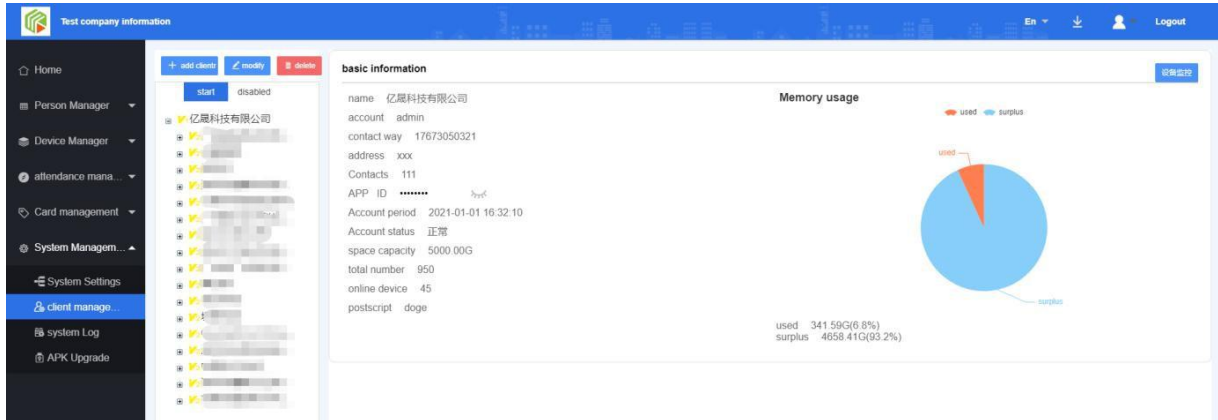 Test company information
En
Logout
Home
Person Manager
Device Manager
attendance mana...
Card management
System Managem...
System Settings
client manage...
system Log
APK Upgrade
+ add clientr
modify
delete
start
disabled
亿晟科技有限公司
basic information
设备监控
name 亿晟科技有限公司
account admin
contact way 17673050321
address xxx
Contacts 111
APP ID ••••••••
Account period 2021-01-01 16:32:10
Account status 正常
space capacity 5000.00G
total number 950
online device 45
postscript doge
Memory usage
used surplus
used
surplus
used 341.59G(6.8%)
surplus 4658.41G(93.2%)